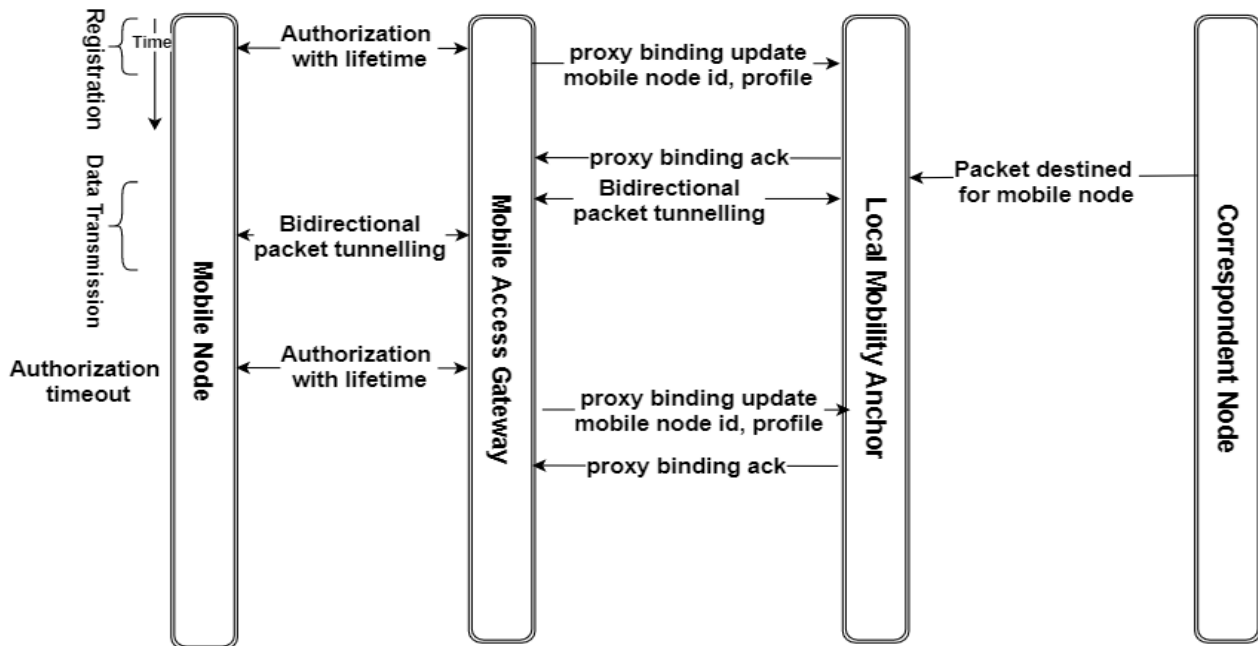 Registration
Time
Authorization
with lifetime
proxy binding update
mobile node id, profile
proxy binding ack
Packet destined
for mobile node
Data Transmission
Bidirectional
packet tunnelling
Bidirectional
packet tunnelling
Mobile Node
Mobile Access Gateway
Local Mobility Anchor
Correspondent Node
Authorization
timeout
Authorization
with lifetime
proxy binding update
mobile node id, profile
proxy binding ack